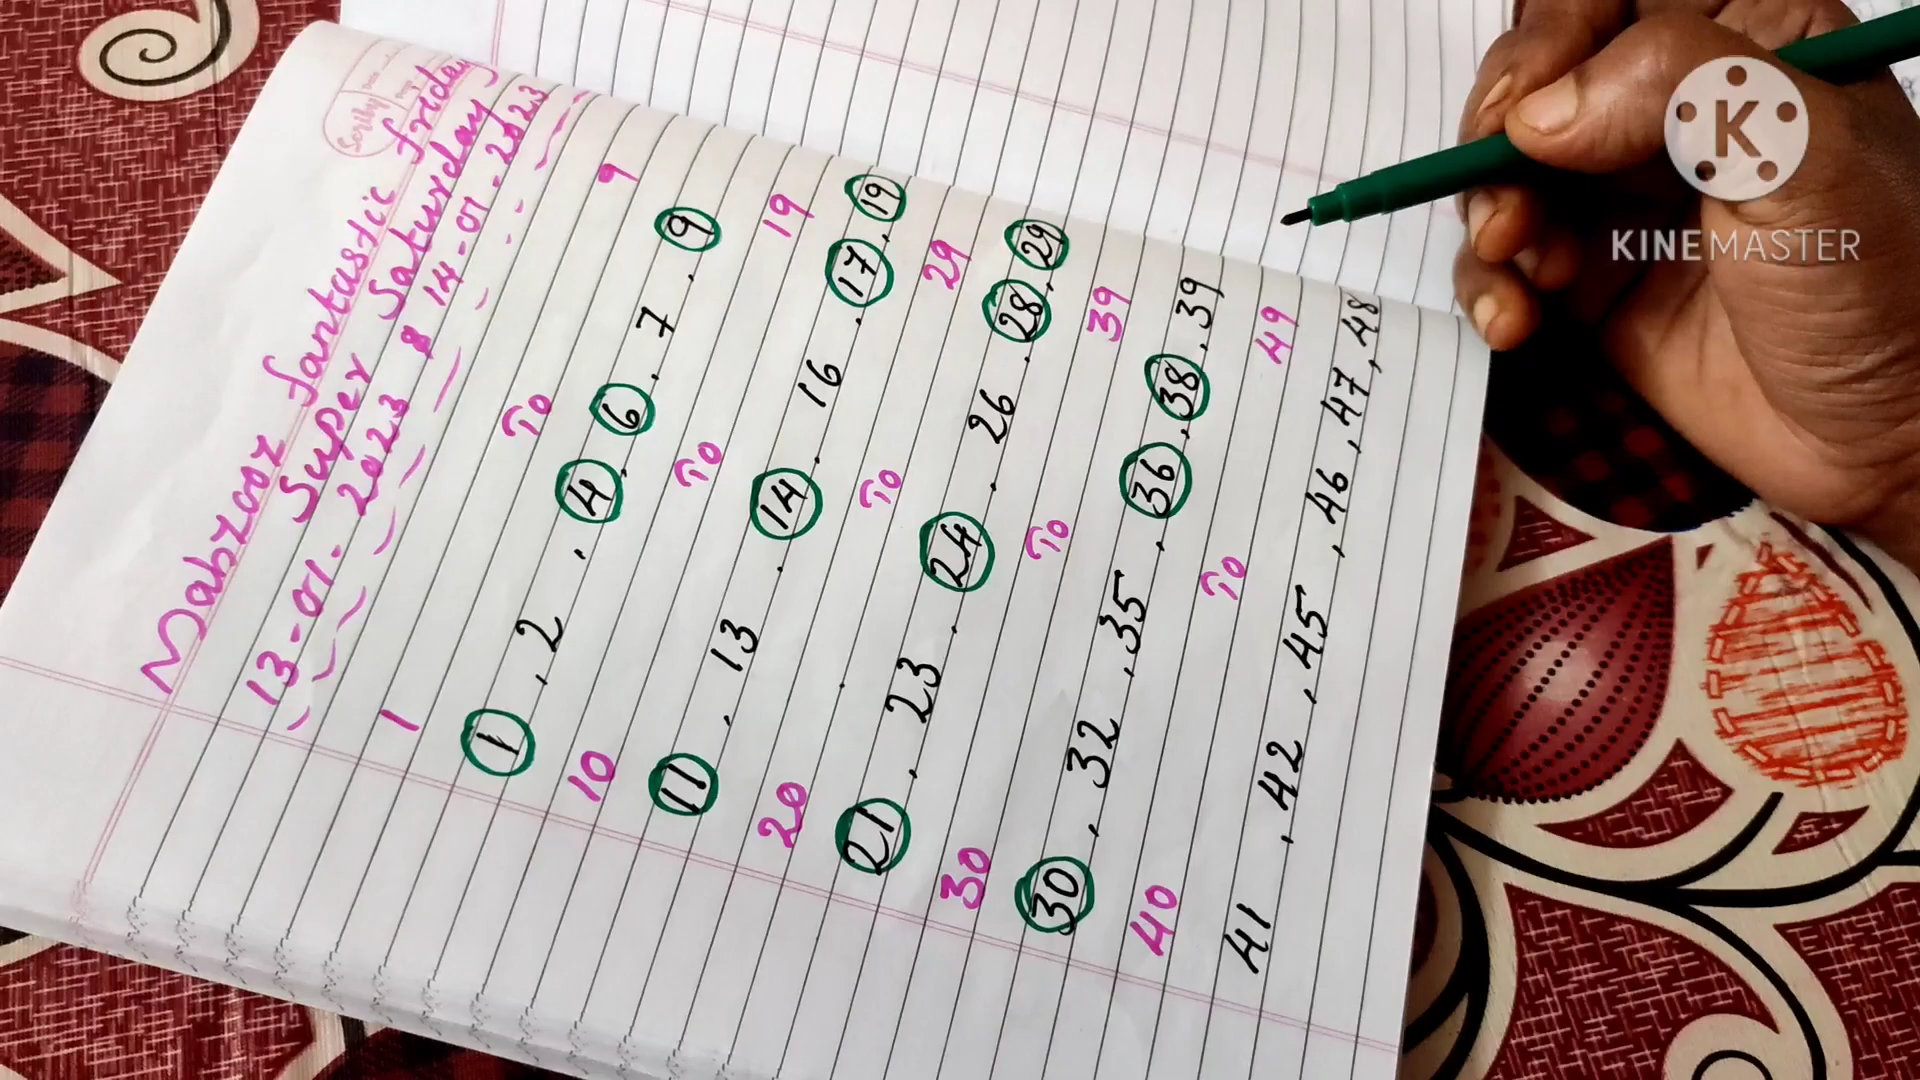 Mabzooz fantastic friday
Super Saturday
13-01-2023 & 14-01-2023
1 To 9
1, 2, 4, 6, 7, 9
10 To 19
11, 13, 14, 16, 17, 19
20 To 29
21, 23, 24, 26, 28, 29
30 To 39
30, 32, 35, 36, 38, 39
40 To 49
41, 42, 45, 46, 47, 48
K
KINEMASTER